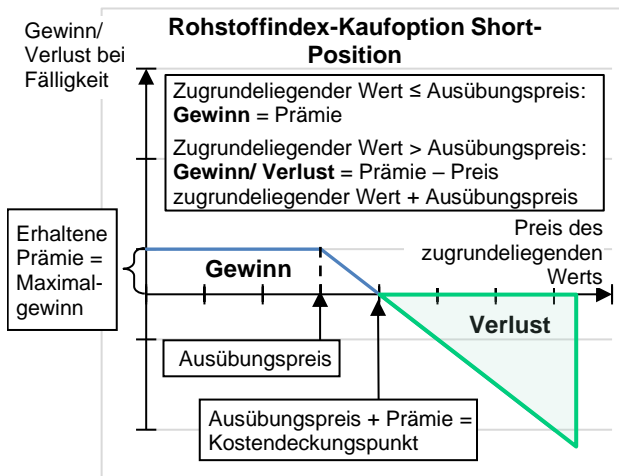 Rohstoffindex-Kaufoption Short-
Position
Gewinn/
Verlust bei
Fälligkeit
Zugrundeliegender Wert ≤ Ausübungspreis:
Gewinn = Prämie
Zugrundeliegender Wert > Ausübungspreis:
Gewinn/ Verlust = Prämie – Preis
zugrundeliegender Wert + Ausübungspreis
Preis des
zugrundeliegenden
Werts
Erhaltene
Prämie =
Maximal-
gewinn
Gewinn
Verlust
Ausübungspreis
Ausübungspreis + Prämie =
Kostendeckungspunkt